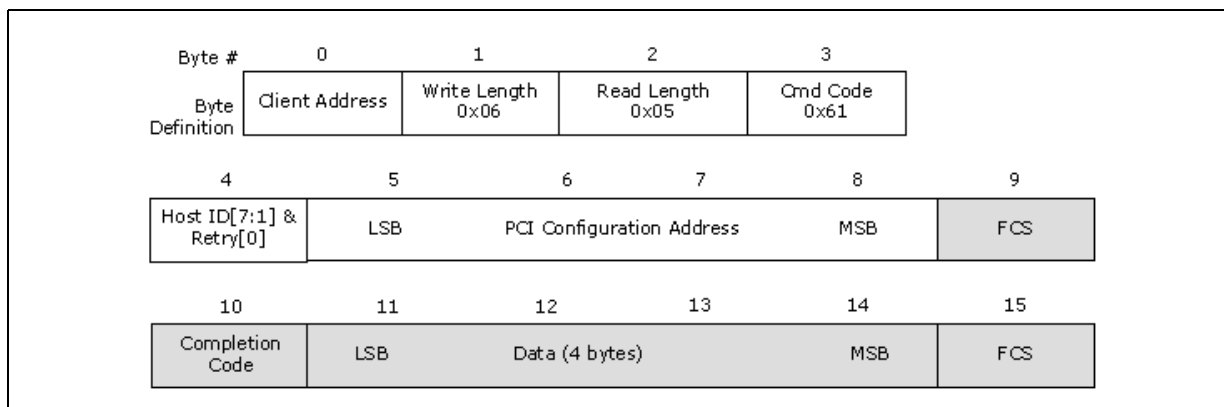 Byte # 0 1 2 3
Byte Definition
Client Address
Write Length
0x06
Read Length
0x05
Cmd Code
0x61
4 5 6 7 8 9
Host ID[7:1] &
Retry[0]
LSB
PCI Configuration Address
MSB
FCS
10 11 12 13 14 15
Completion
Code
LSB
Data (4 bytes)
MSB
FCS